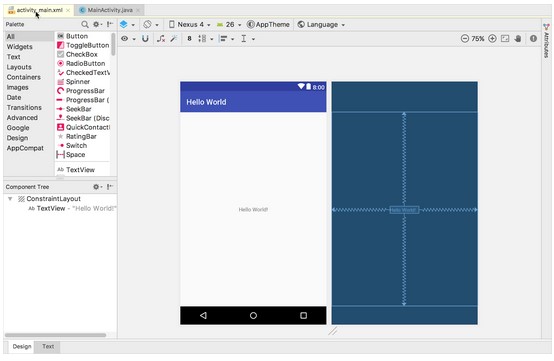 activity_main.xml
MainActivity.java
Palette
Nexus 4
26
AppTheme
Language
8
75%
Attributes
All
Widgets
Text
Layouts
Containers
Images
Date
Transitions
Advanced
Google
Design
AppCompat
Button
ToggleButton
CheckBox
RadioButton
CheckedTextV
Spinner
ProgressBar
ProgressBar (
SeekBar
SeekBar (Disc
QuickContactB
RatingBar
Switch
Space
TextView
8:00
Hello World
Hello World!
Hello World!
Component Tree
ConstraintLayout
Ab TextView - "Hello World!"
Design
Text